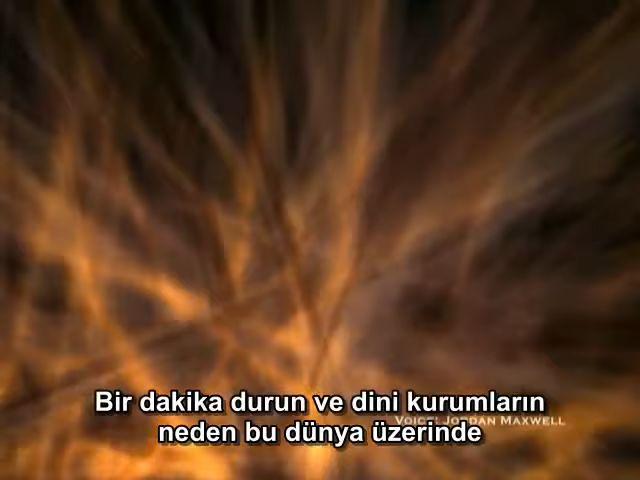 Bir dakika durun ve dini kurumların
Voice: Jordan Maxwell
neden bu dünya üzerinde